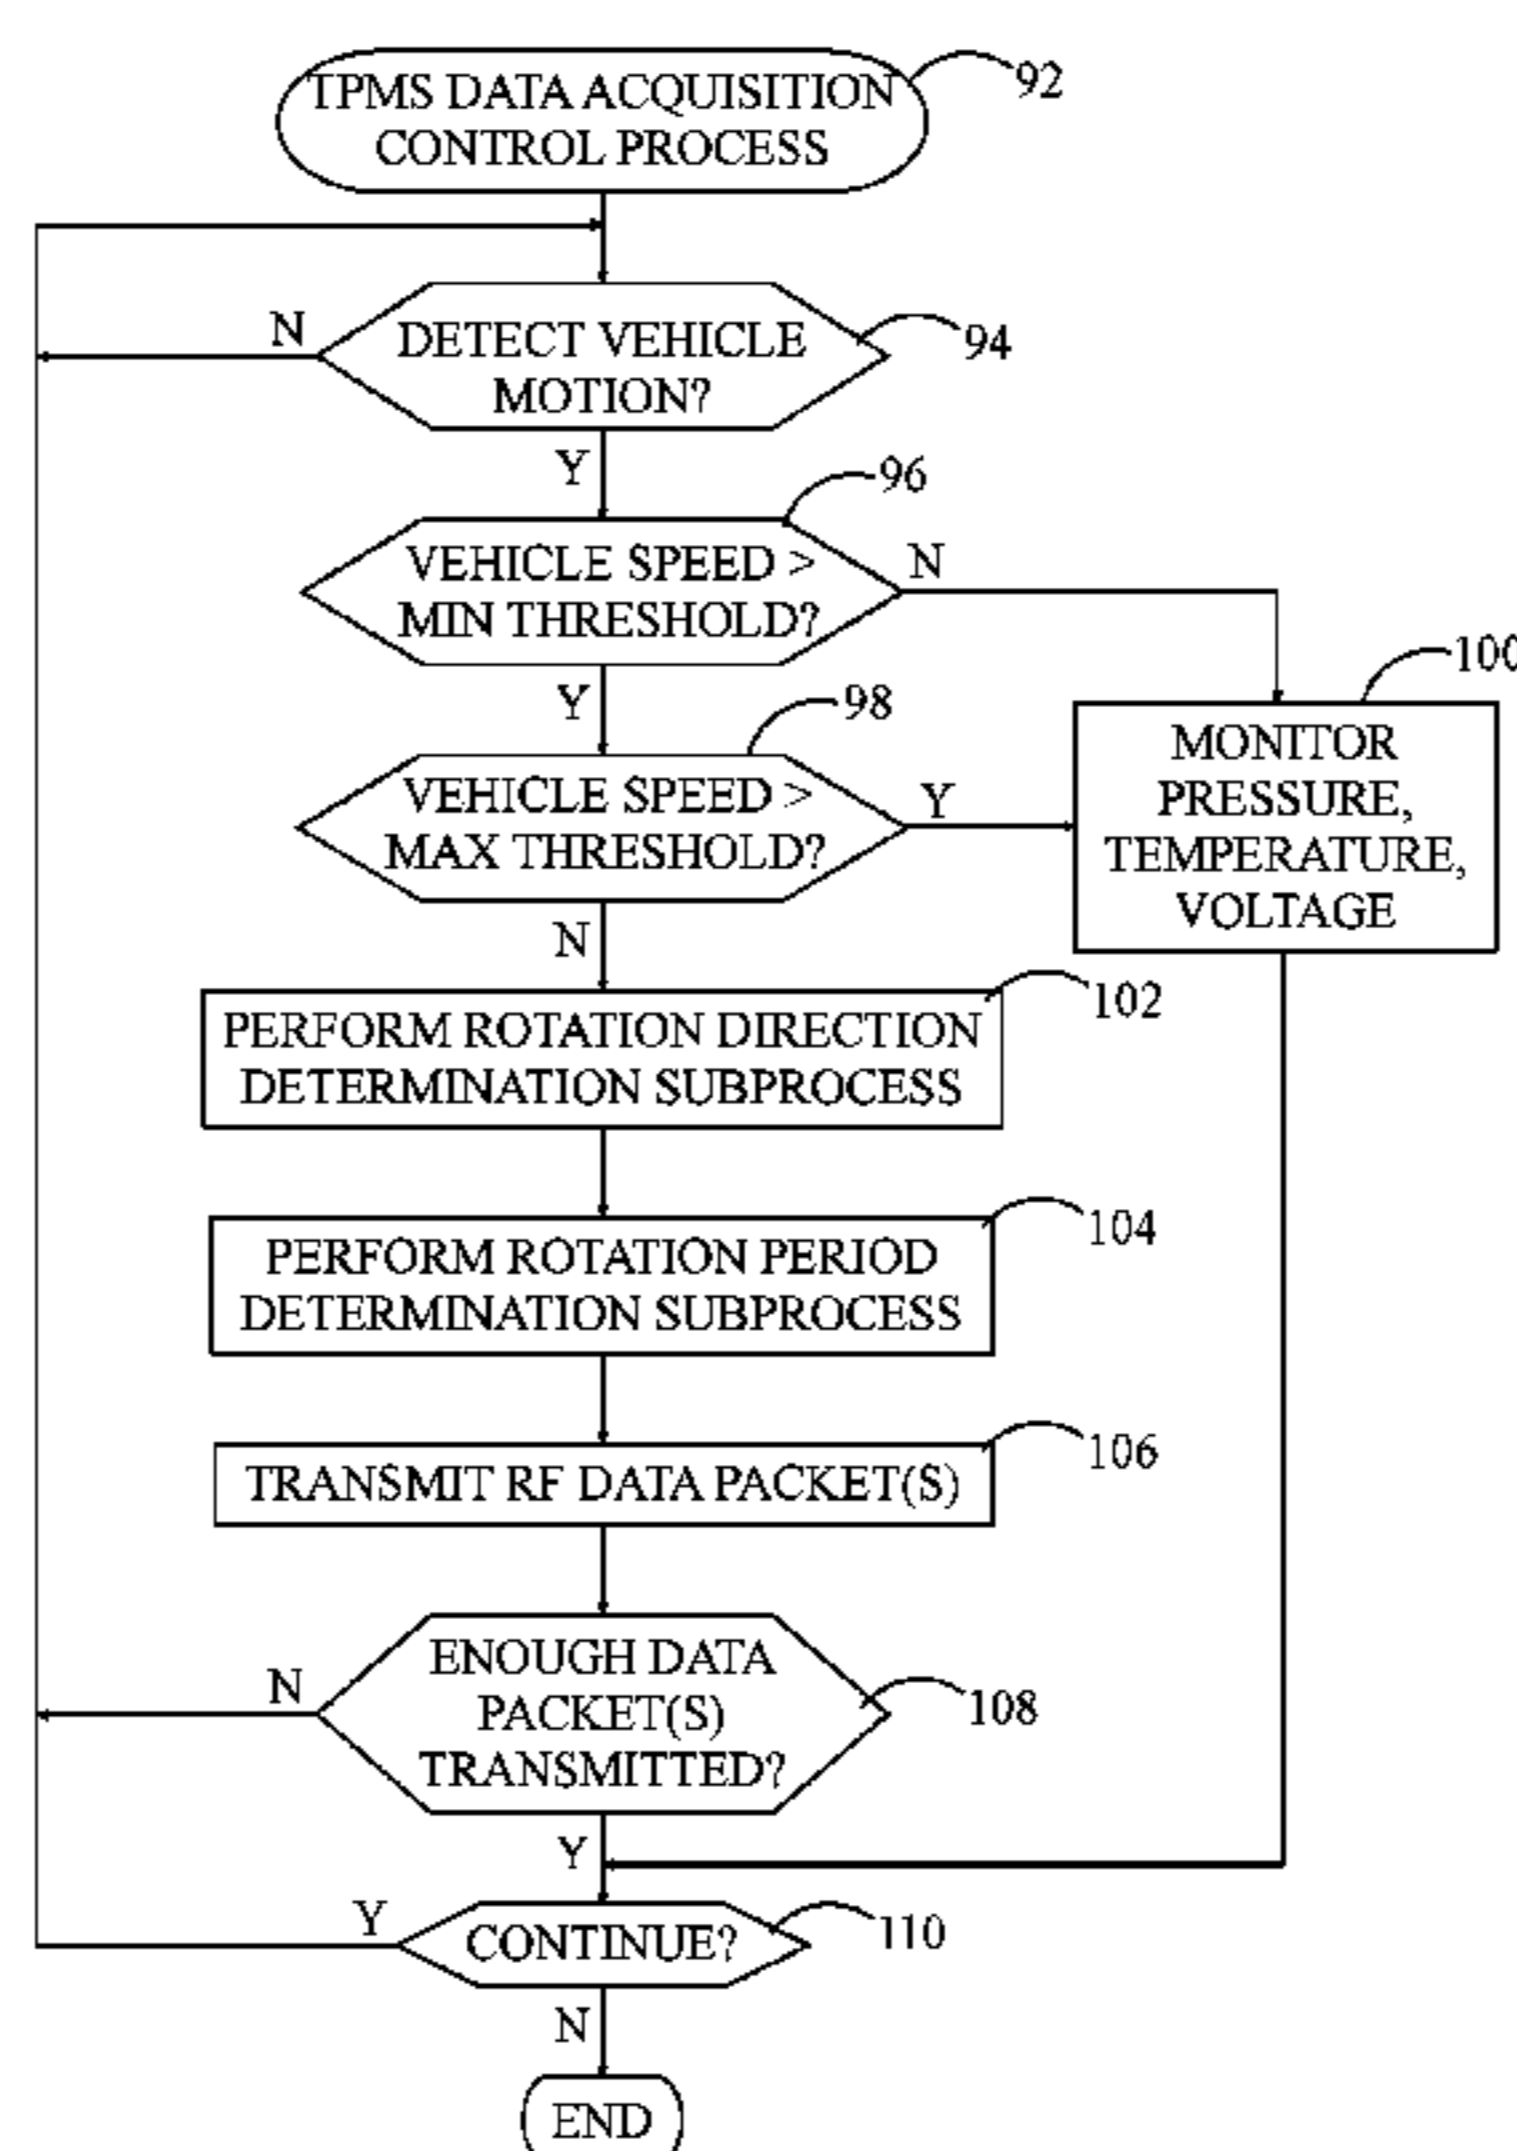 TPMS DATA ACQUISITION
CONTROL PROCESS
92
DETECT VEHICLE
MOTION?
94
N
Y
96
VEHICLE SPEED >
MIN THRESHOLD?
N
Y
98
VEHICLE SPEED >
MAX THRESHOLD?
Y
N
100
MONITOR
PRESSURE,
TEMPERATURE,
VOLTAGE
PERFORM ROTATION DIRECTION
DETERMINATION SUBPROCESS
102
PERFORM ROTATION PERIOD
DETERMINATION SUBPROCESS
104
TRANSMIT RF DATA PACKET(S)
106
ENOUGH DATA
PACKET(S)
TRANSMITTED?
108
N
Y
CONTINUE?
110
Y
N
END